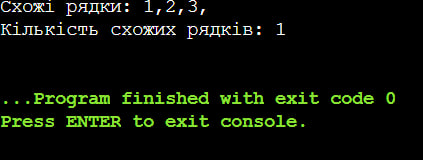 Схожі рядки: 1,2,3,
Кількість схожих рядків: 1
...Program finished with exit code 0
Press ENTER to exit console.